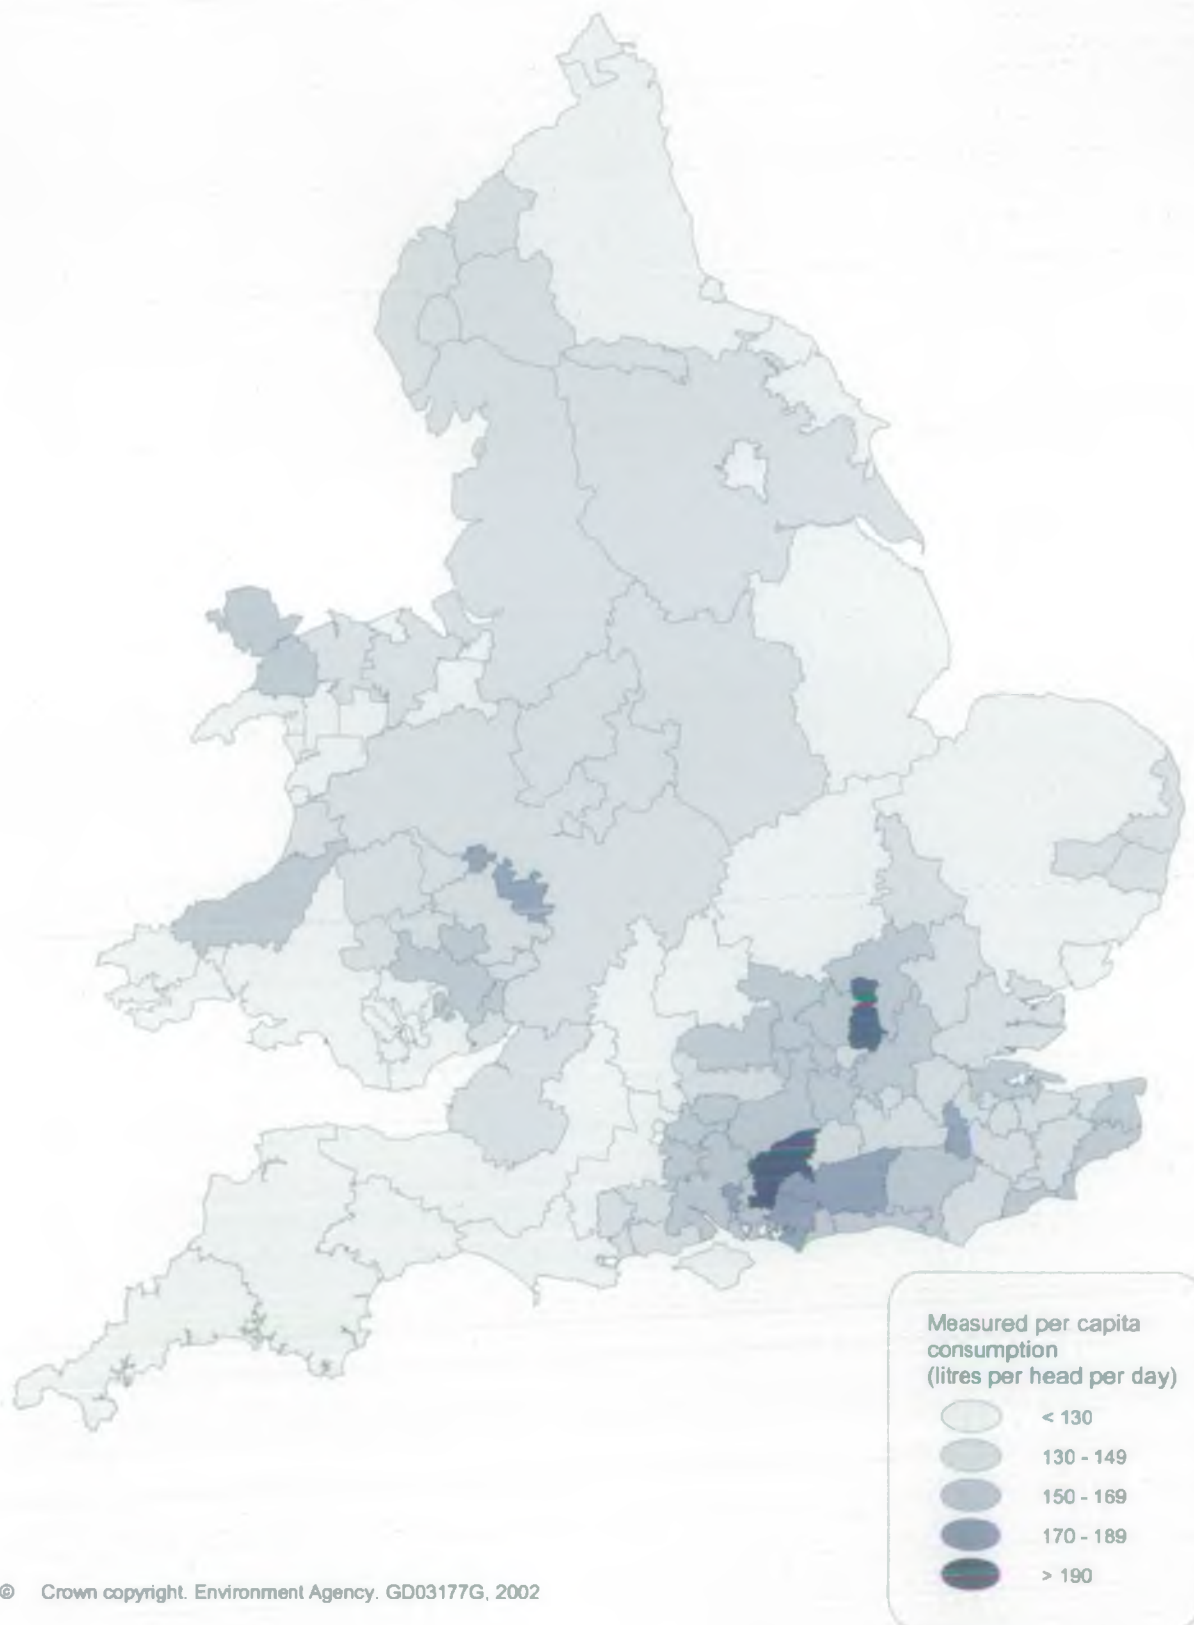 Measured per capita
consumption
(litres per head per day)
< 130
130 - 149
150 - 169
170 - 189
> 190
© Crown copyright. Environment Agency. GD03177G, 2002